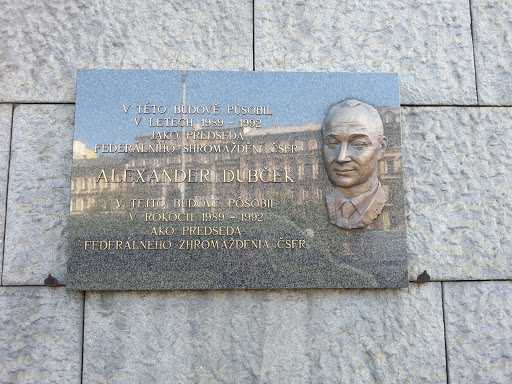 V TÉTO BUDOVĚ PŮSOBIL
V LETECH 1989 - 1992
JAKO PŘEDSEDA
FEDERÁLNÍHO SHROMÁŽDĚNÍ ČSFR
ALEXANDER DUBČEK
V TEJTO BUDOVE PÔSOBIL
V ROKOCH 1989 - 1992
AKO PREDSEDA
FEDERÁLNEHO ZHROMAŽDENIA ČSFR